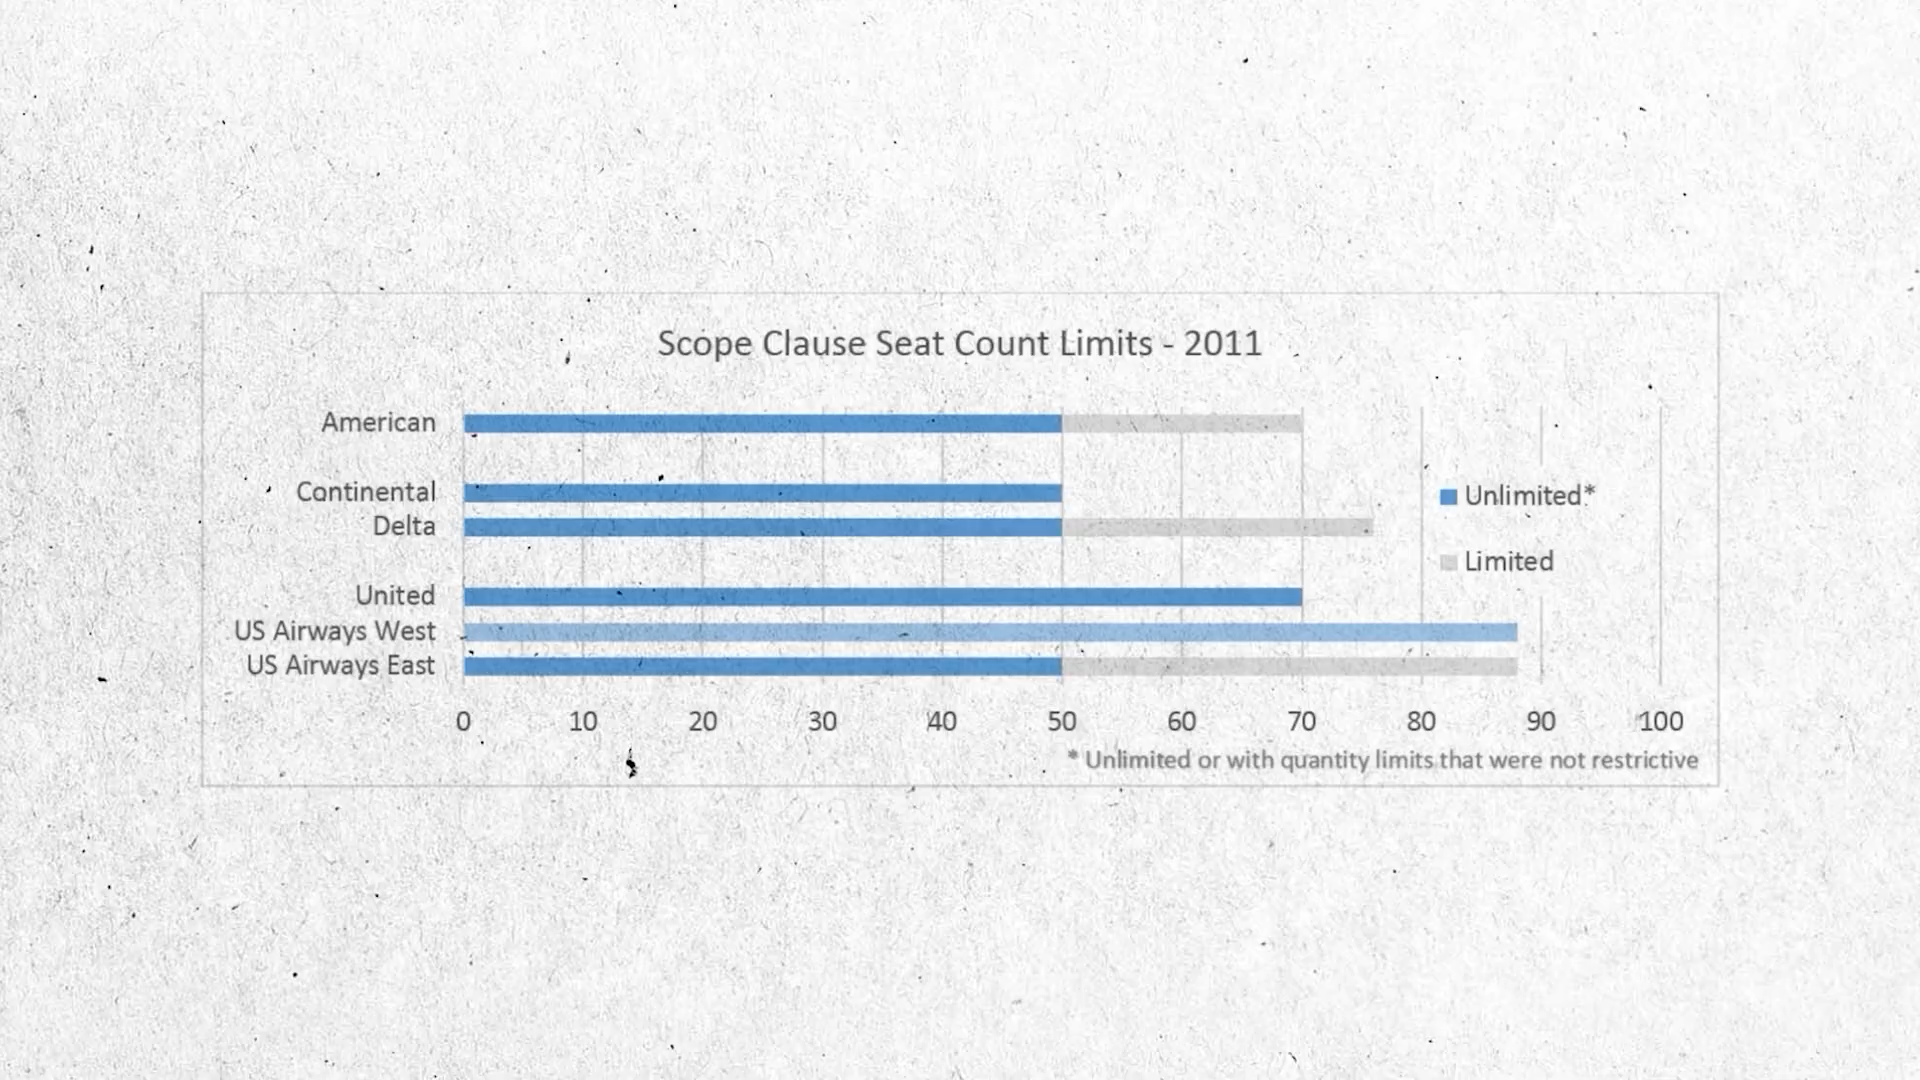 Scope Clause Seat Count Limits - 2011
American
Continental
Delta
United
US Airways West
US Airways East
Unlimited*
Limited
0 10 20 30 40 50 60 70 80 90 100
* Unlimited or with quantity limits that were not restrictive